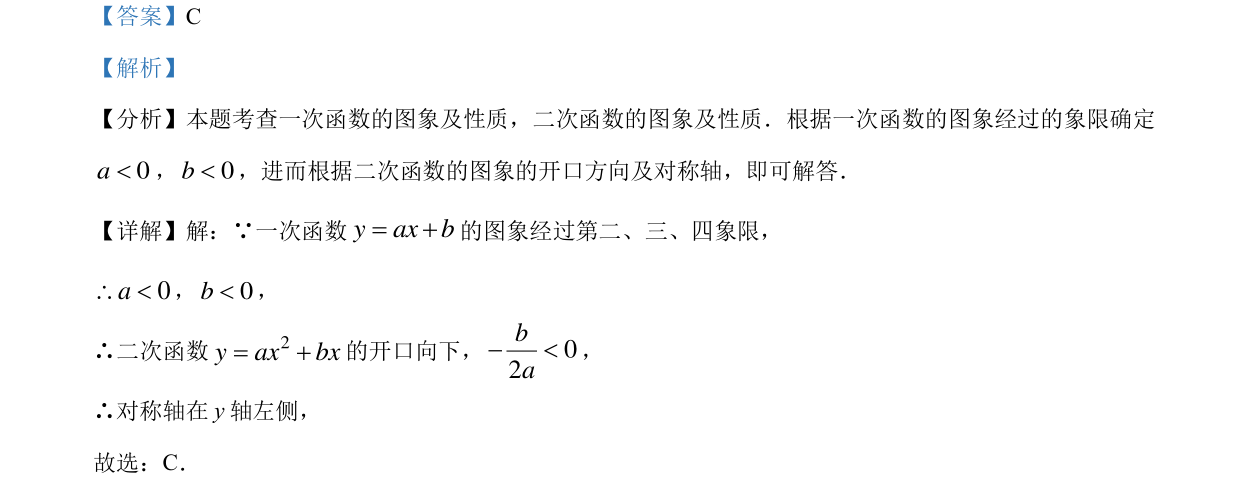 【答案】C
【解析】
【分析】本题考查一次函数的图象及性质，二次函数的图象及性质．根据一次函数的图象经过的象限确定
a＜0，b＜0，进而根据二次函数的图象的开口方向及对称轴，即可解答．
【详解】解：∵一次函数 y = ax + b 的图象经过第二、三、四象限，
∴a＜0，b＜0，
∴二次函数 y = ax² + bx 的开口向下，−b/2a＜0，
∴对称轴在 y 轴左侧，
故选：C．